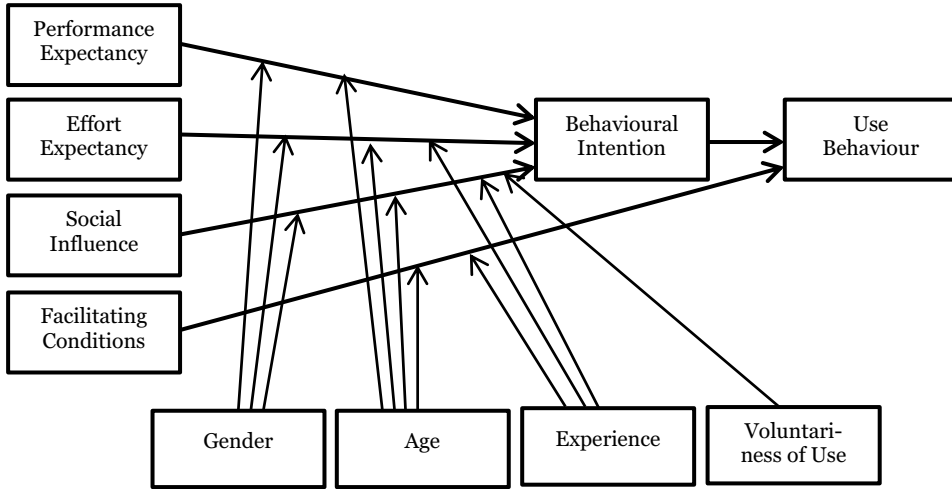 Performance
Expectancy
Effort
Expectancy
Behavioural
Intention
Use
Behaviour
Social
Influence
Facilitating
Conditions
Gender
Age
Experience
Voluntari-
ness of Use